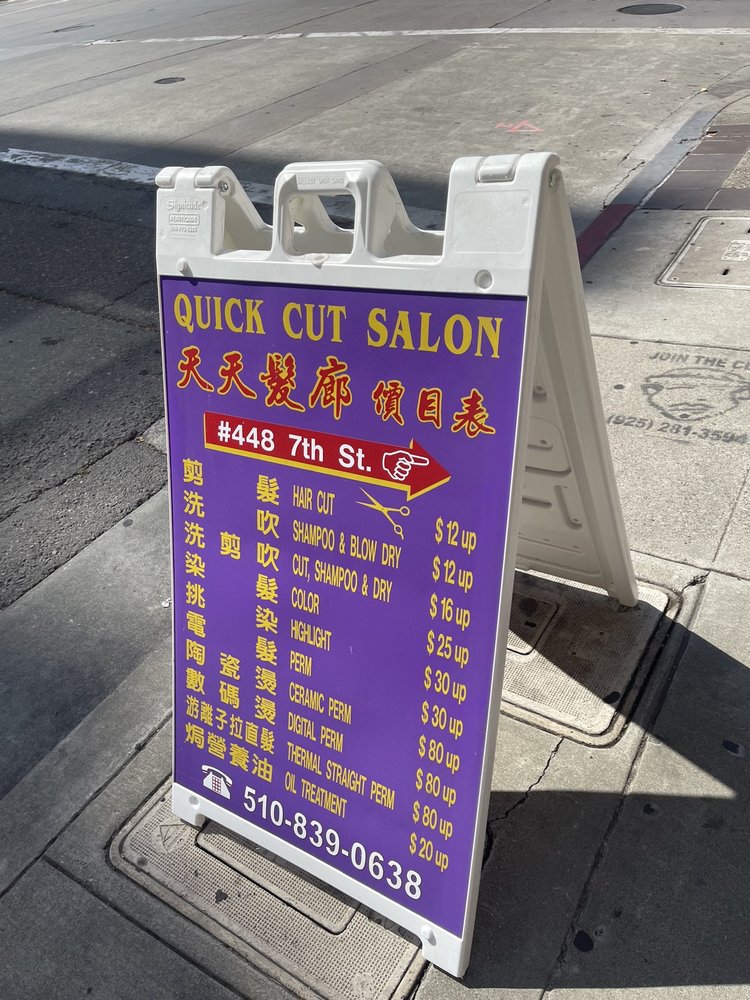 Signicade
QUICK CUT SALON
天天髮廊 價目表
#448 7th St.
剪髮 HAIR CUT $12 up
洗吹 SHAMPOO & BLOW DRY $12 up
洗剪吹 CUT, SHAMPOO & DRY $16 up
染髮 COLOR $25 up
挑染 HIGHLIGHT $30 up
電髮 PERM $30 up
陶瓷燙 CERAMIC PERM $80 up
數碼燙 DIGITAL PERM $80 up
游離子拉直髮 THERMAL STRAIGHT PERM $80 up
焗營養油 OIL TREATMENT $20 up
510-839-0638
JOIN THE